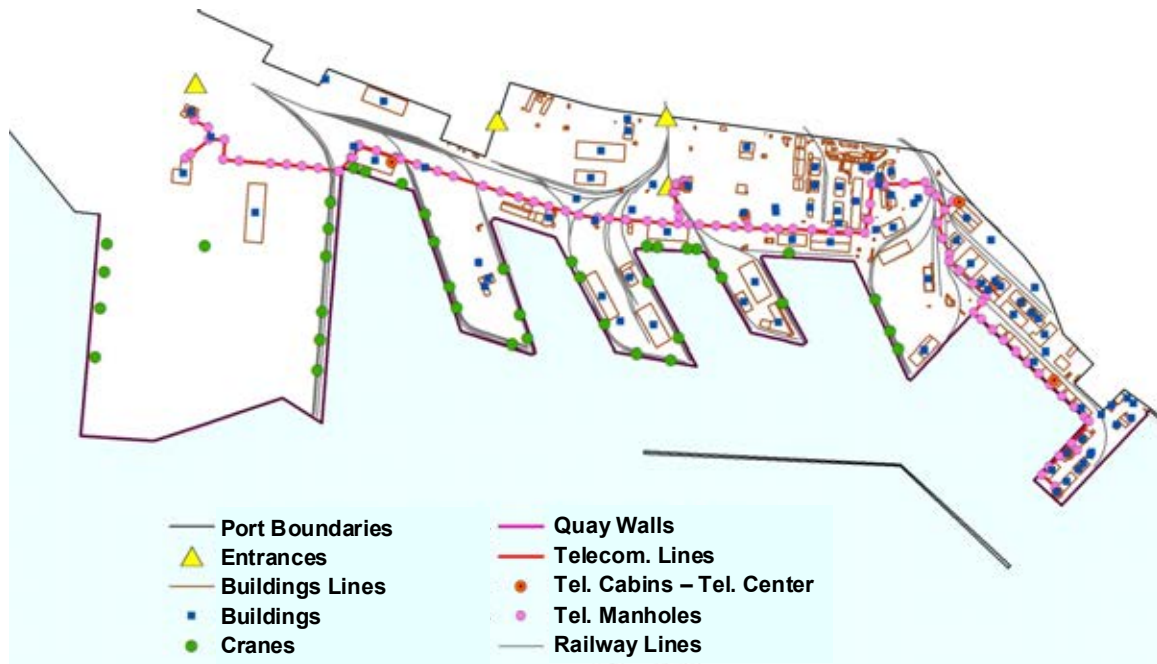 Port Boundaries
Entrances
Buildings Lines
Buildings
Cranes
Quay Walls
Telecom. Lines
Tel. Cabins – Tel. Center
Tel. Manholes
Railway Lines